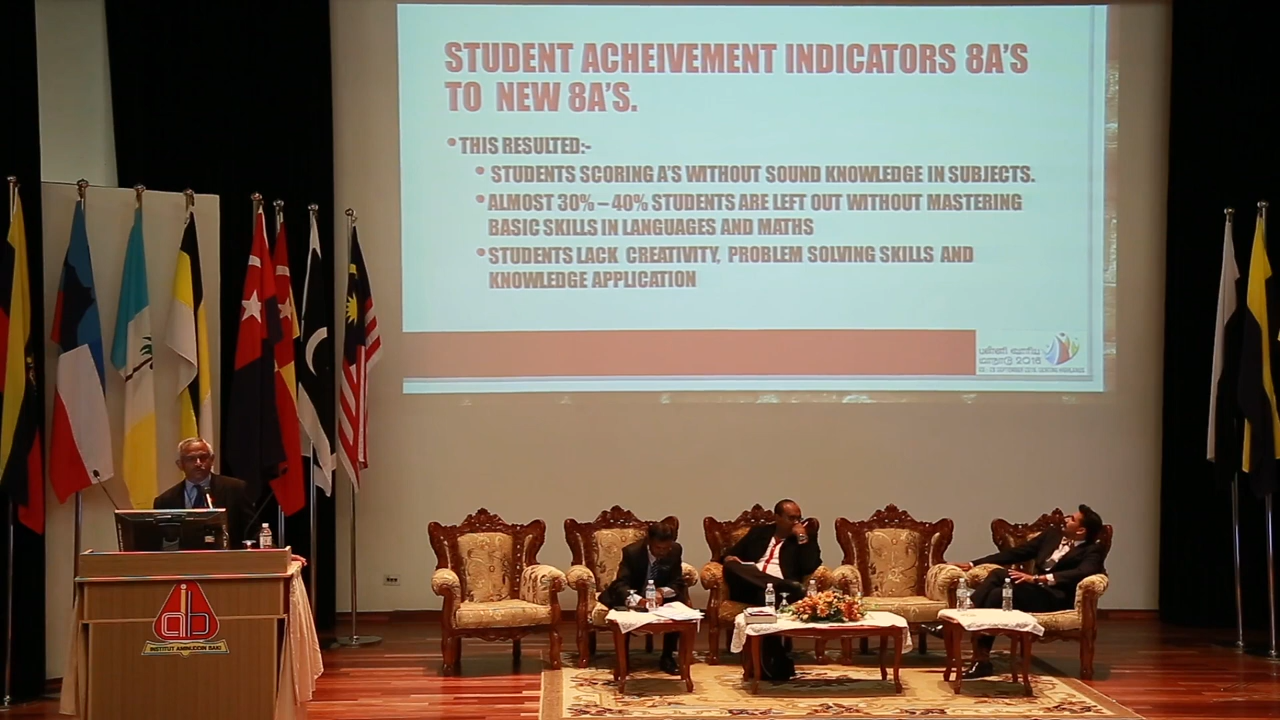 STUDENT ACHEIVEMENT INDICATORS 8A'S
TO NEW 8A'S.
•THIS RESULTED:-
• STUDENTS SCORING A'S WITHOUT SOUND KNOWLEDGE IN SUBJECTS.
•ALMOST 30% – 40% STUDENTS ARE LEFT OUT WITHOUT MASTERING
BASIC SKILLS IN LANGUAGES AND MATHS
•STUDENTS LACK CREATIVITY, PROBLEM SOLVING SKILLS AND
KNOWLEDGE APPLICATION
INSTITUT AMINUDDIN BAKI